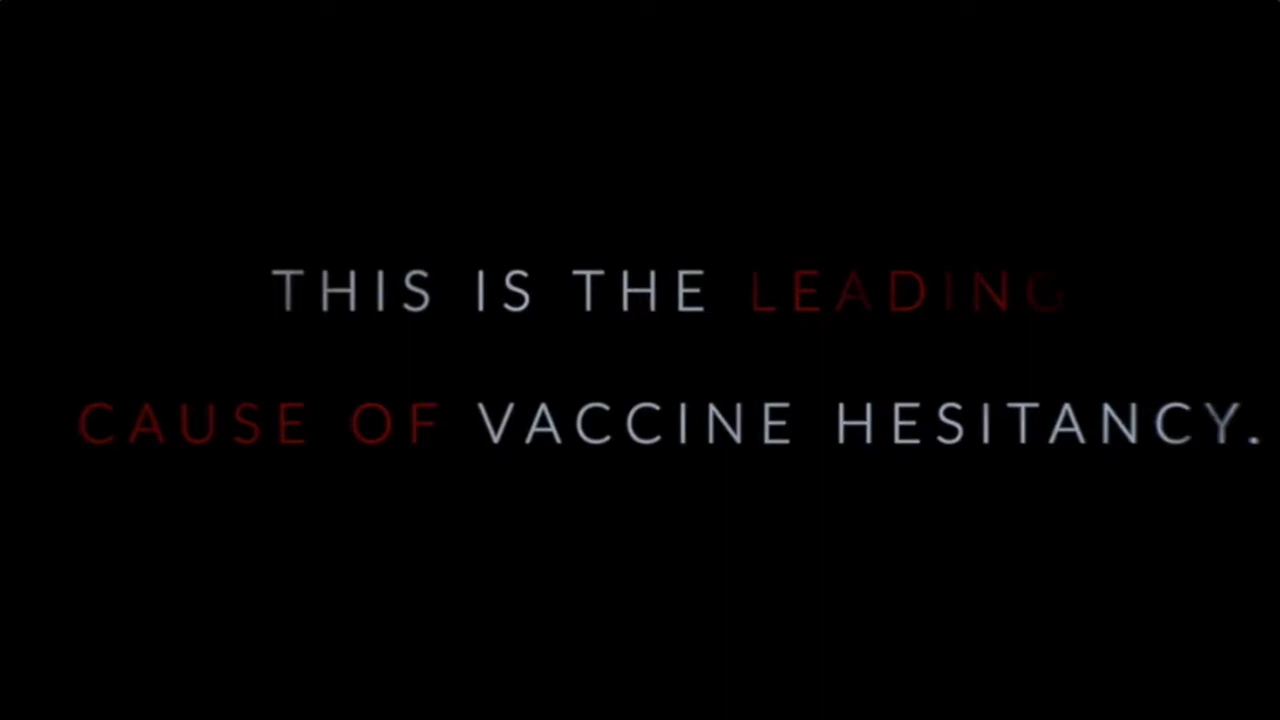 THIS IS THE LEADING
CAUSE OF VACCINE HESITANCY.